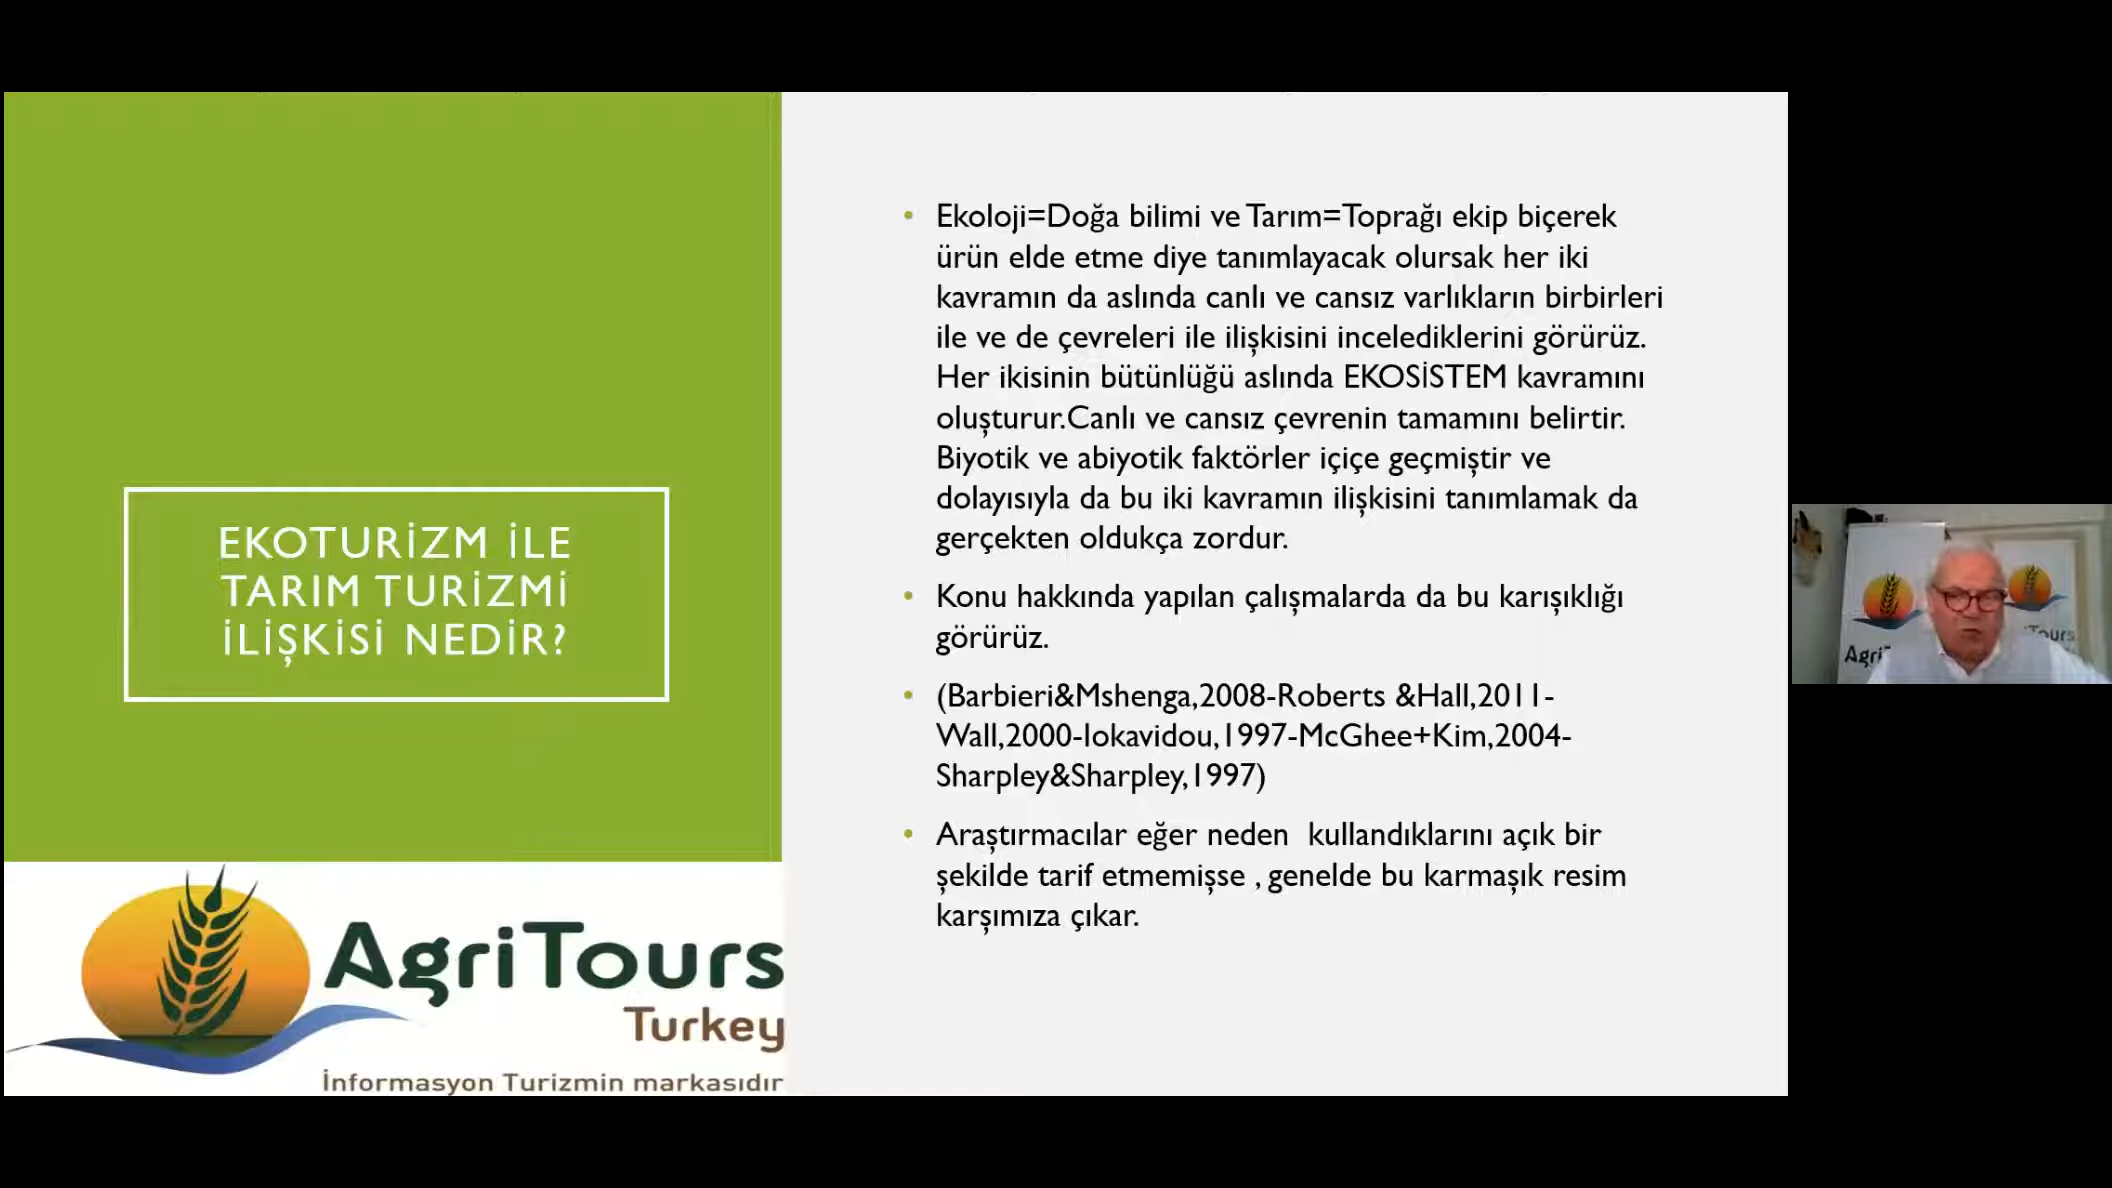 EKOTURİZM İLE
TARIM TURİZMİ
İLİŞKİSİ NEDİR?
• Ekoloji=Doğa bilimi ve Tarım=Toprağı ekip biçerek
ürün elde etme diye tanımlayacak olursak her iki
kavramın da aslında canlı ve cansız varlıkların birbirleri
ile ve de çevreleri ile ilişkisini incelediklerini görürüz.
Her ikisinin bütünlüğü aslında EKOSİSTEM kavramını
oluşturur.Canlı ve cansız çevrenin tamamını belirtir.
Biyotik ve abiyotik faktörler içiçe geçmiştir ve
dolayısıyla da bu iki kavramın ilişkisini tanımlamak da
gerçekten oldukça zordur.
• Konu hakkında yapılan çalışmalarda da bu karışıklığı
görürüz.
• (Barbieri&Mshenga,2008-Roberts &Hall,2011-
Wall,2000-Iokavidou,1997-McGhee+Kim,2004-
Sharpley&Sharpley,1997)
• Araştırmacılar eğer neden kullandıklarını açık bir
şekilde tarif etmemişse , genelde bu karmaşık resim
karşımıza çıkar.
AgriTours
Turkey
İnformasyon Turizmin markasıdır